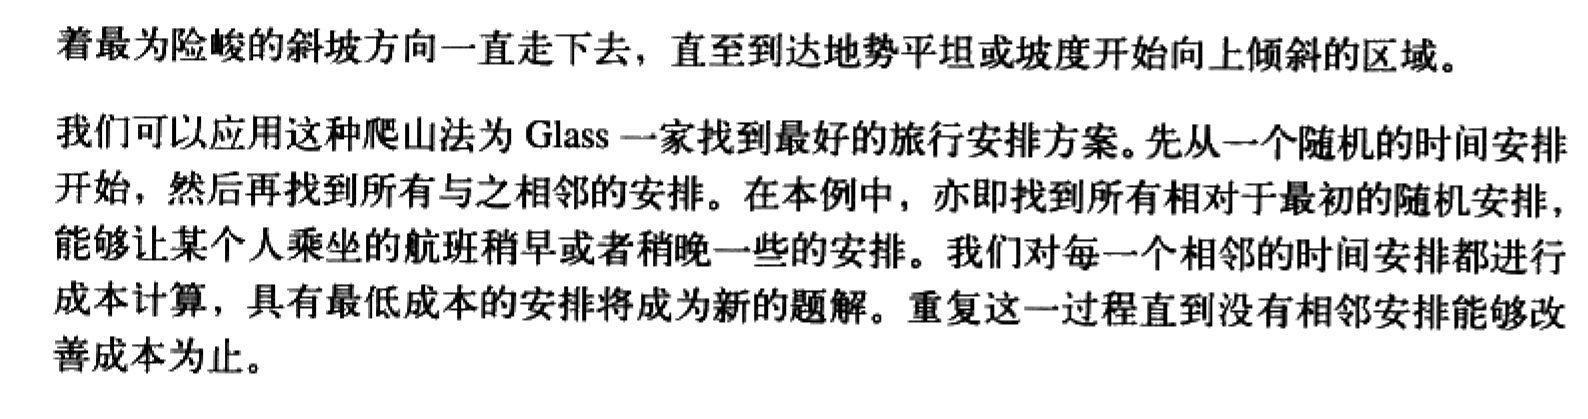 着最为险峻的斜坡方向一直走下去，直至到达地势平坦或坡度开始向上倾斜的区域。
我们可以应用这种爬山法为 Glass 一家找到最好的旅行安排方案。先从一个随机的时间安排
开始，然后再找到所有与之相邻的安排。在本例中，亦即找到所有相对于最初的随机安排，
能够让某个人乘坐的航班稍早或者稍晚一些的安排。我们对每一个相邻的时间安排都进行
成本计算，具有最低成本的安排将成为新的题解。重复这一过程直到没有相邻安排能够改
善成本为止。